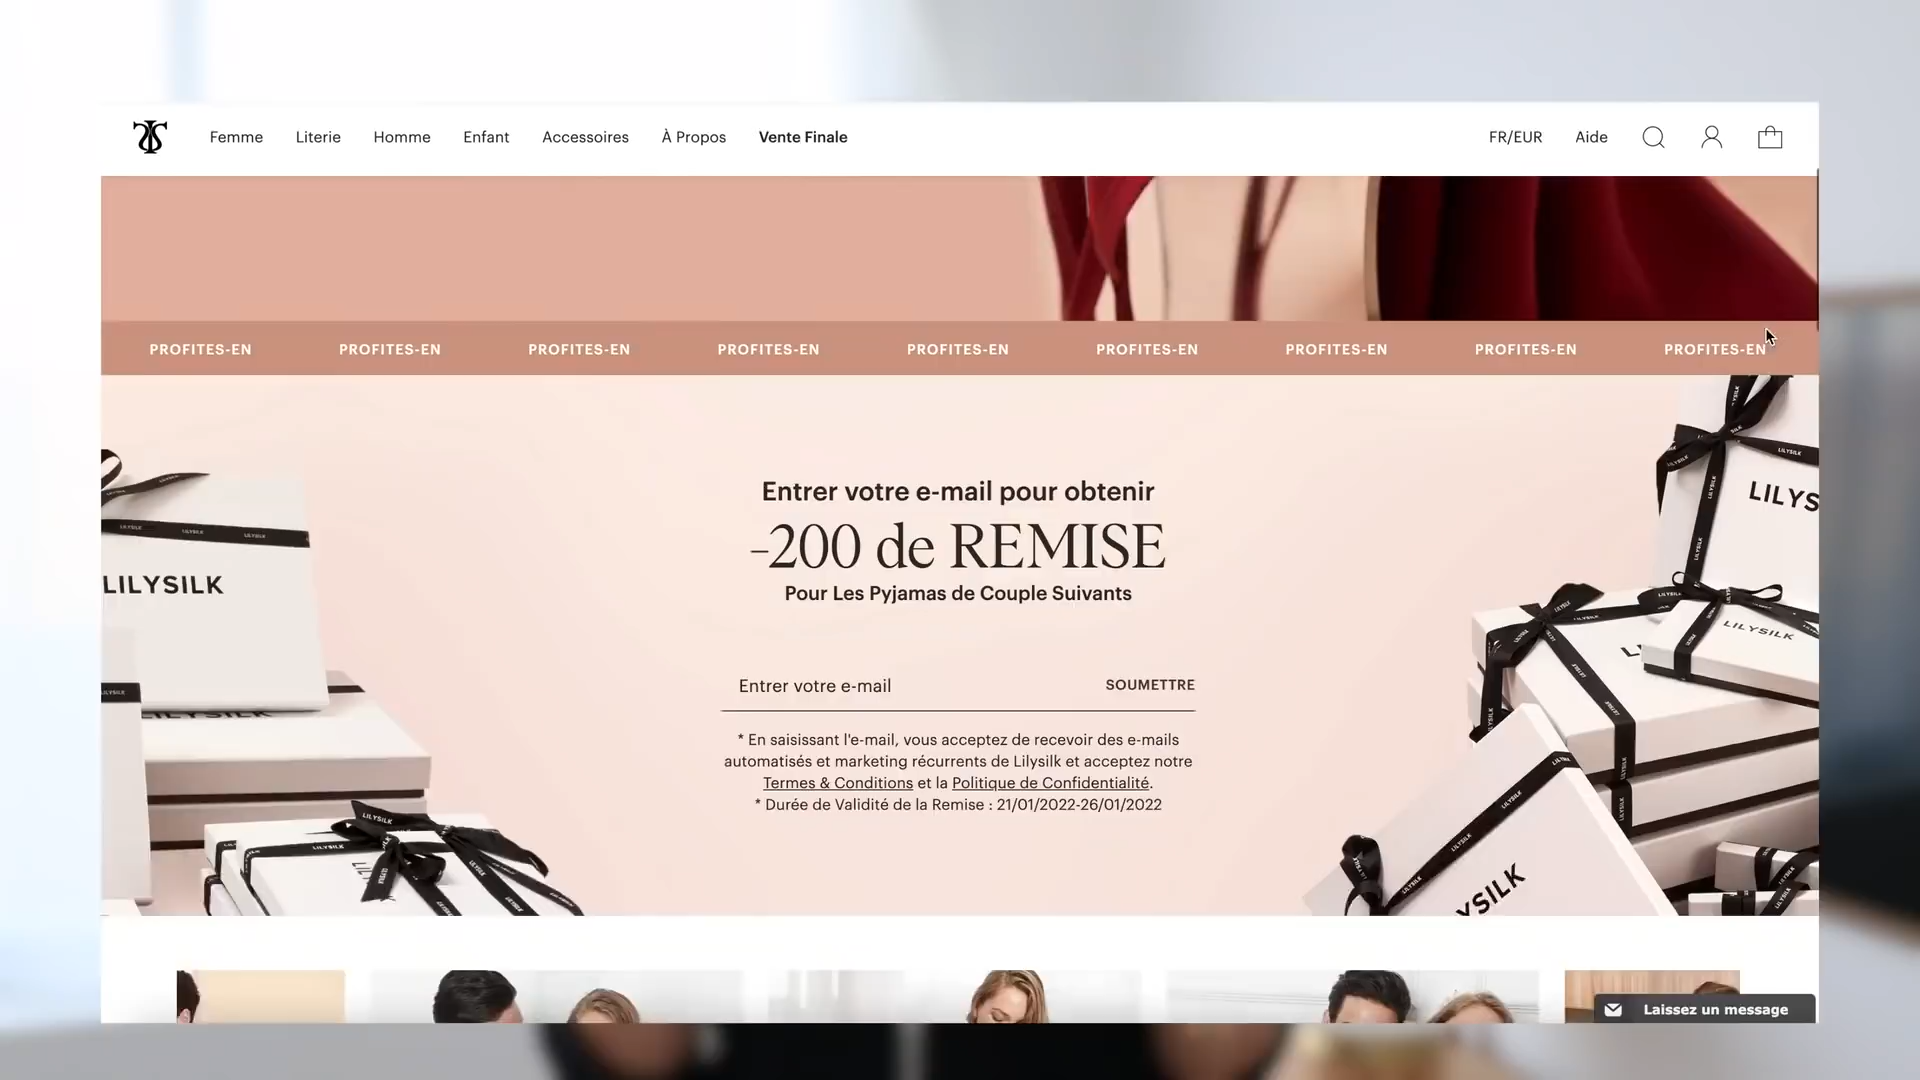 Femme Literie Homme Enfant Accessoires À Propos Vente Finale FR/EUR Aide
PROFITES-EN PROFITES-EN PROFITES-EN PROFITES-EN PROFITES-EN PROFITES-EN PROFITES-EN PROFITES-EN PROFITES-EN
Entrer votre e-mail pour obtenir
-200 de REMISE
Pour Les Pyjamas de Couple Suivants
Entrer votre e-mail SOUMETTRE
* En saisissant l'e-mail, vous acceptez de recevoir des e-mails
automatisés et marketing récurrents de Lilysilk et acceptez notre
Termes & Conditions et la Politique de Confidentialité.
* Durée de Validité de la Remise : 21/01/2022-26/01/2022
LILYSILK
LILYSILK
LILYS
LILYSILK
YSILK
Laissez un message